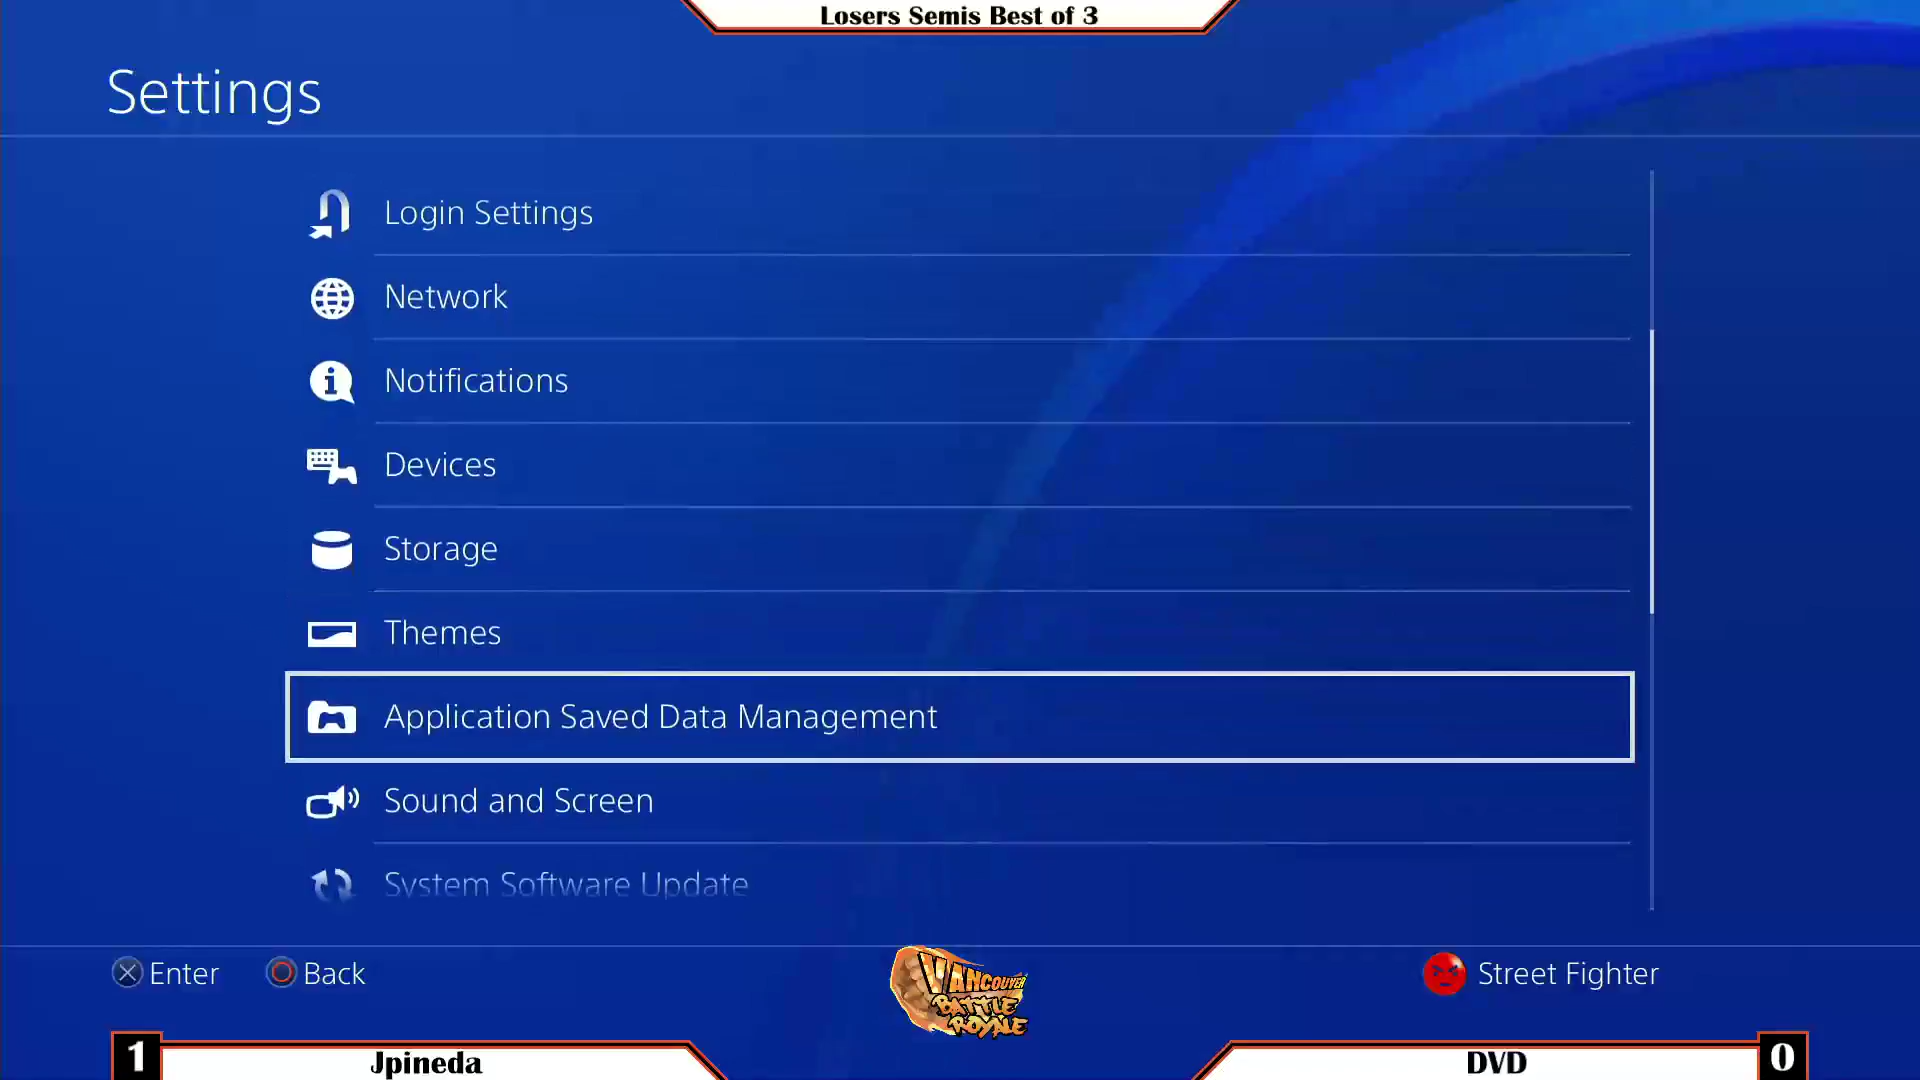 Losers Semis Best of 3
Settings
Login Settings
Network
Notifications
Devices
Storage
Themes
Application Saved Data Management
Sound and Screen
System Software Update
Enter
Back
VANCOUVER
BATTLE
ROYALE
Street Fighter
1
Jpineda
DVD
0